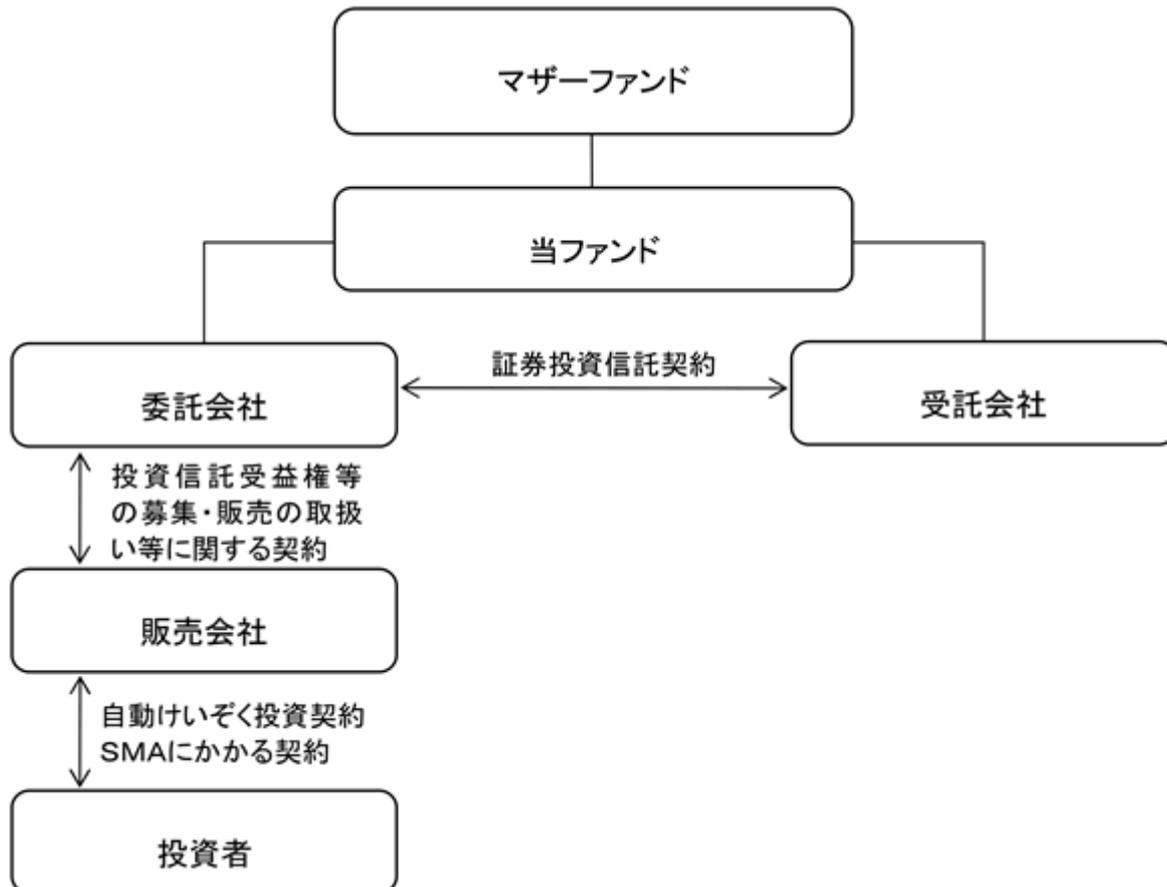 マザーファンド
当ファンド
証券投資信託契約
委託会社
受託会社
投資信託受益権等
の募集・販売の取扱
い等に関する契約
販売会社
自動けいぞく投資契約
SMAにかかる契約
投資者